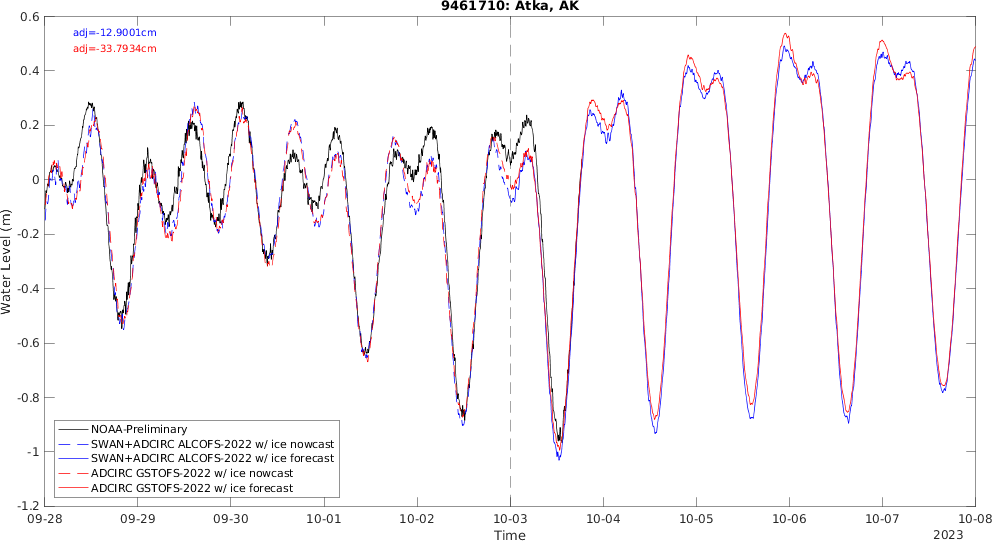 9461710: Atka, AK
adj=-12.9001cm
adj=-33.7934cm
0.6
0.4
0.2
0
-0.2
-0.4
-0.6
-0.8
-1
-1.2
Water Level (m)
NOAA-Preliminary
SWAN+ADCIRC ALCOFS-2022 w/ ice nowcast
SWAN+ADCIRC ALCOFS-2022 w/ ice forecast
ADCIRC GSTOFS-2022 w/ ice nowcast
ADCIRC GSTOFS-2022 w/ ice forecast
09-28 09-29 09-30 10-01 10-02 10-03 10-04 10-05 10-06 10-07 10-08
Time
2023